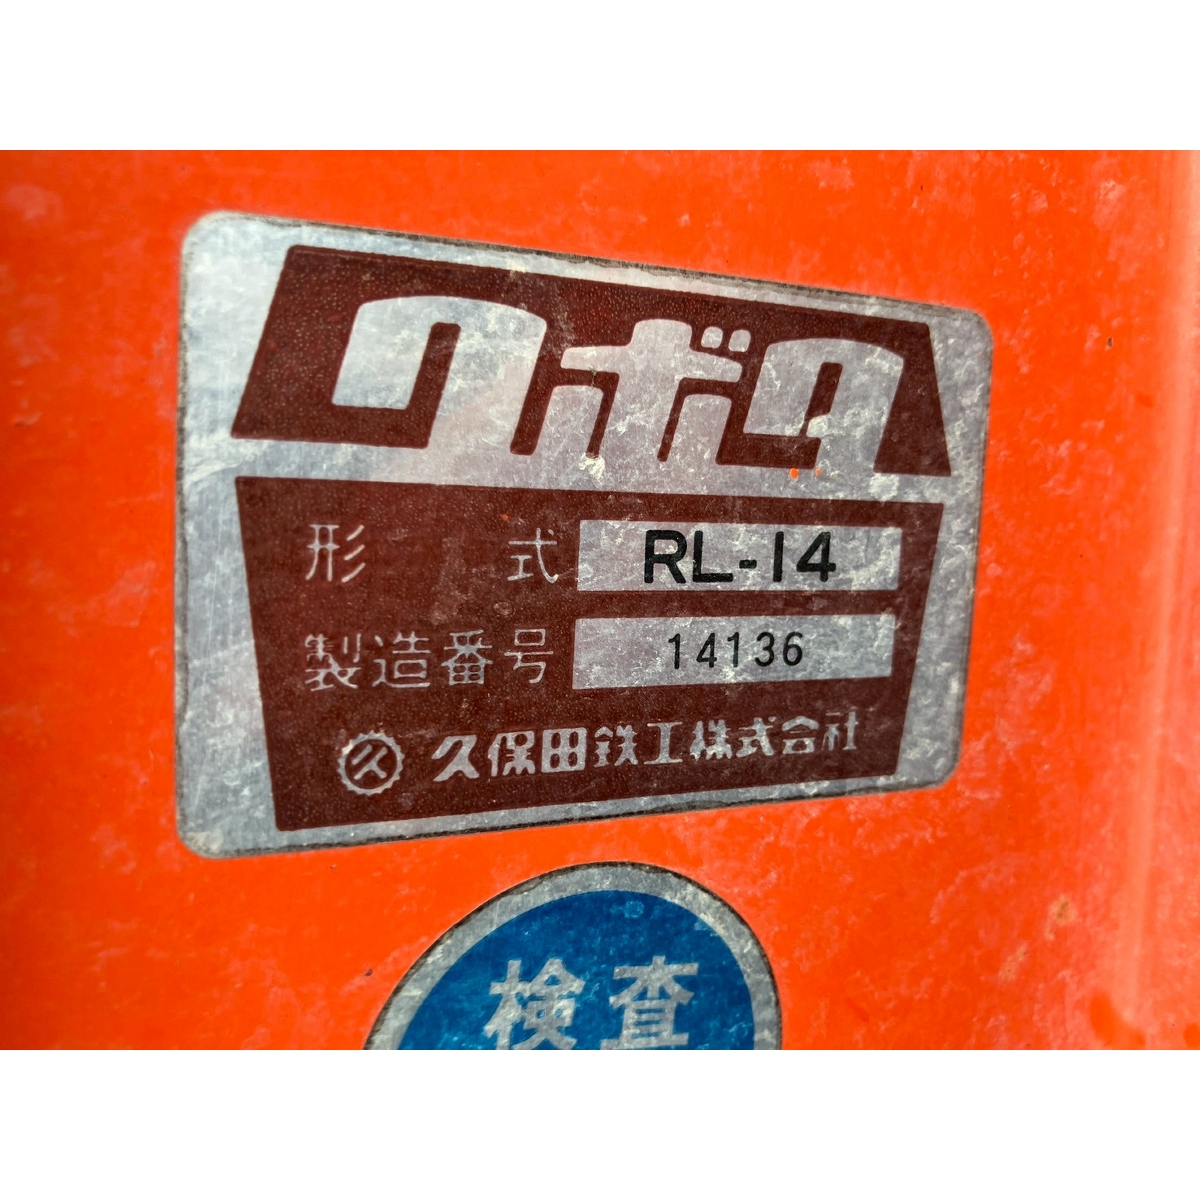 クボタ
形式 RL-14
製造番号 14136
久 久保田鉄工株式会社
検査